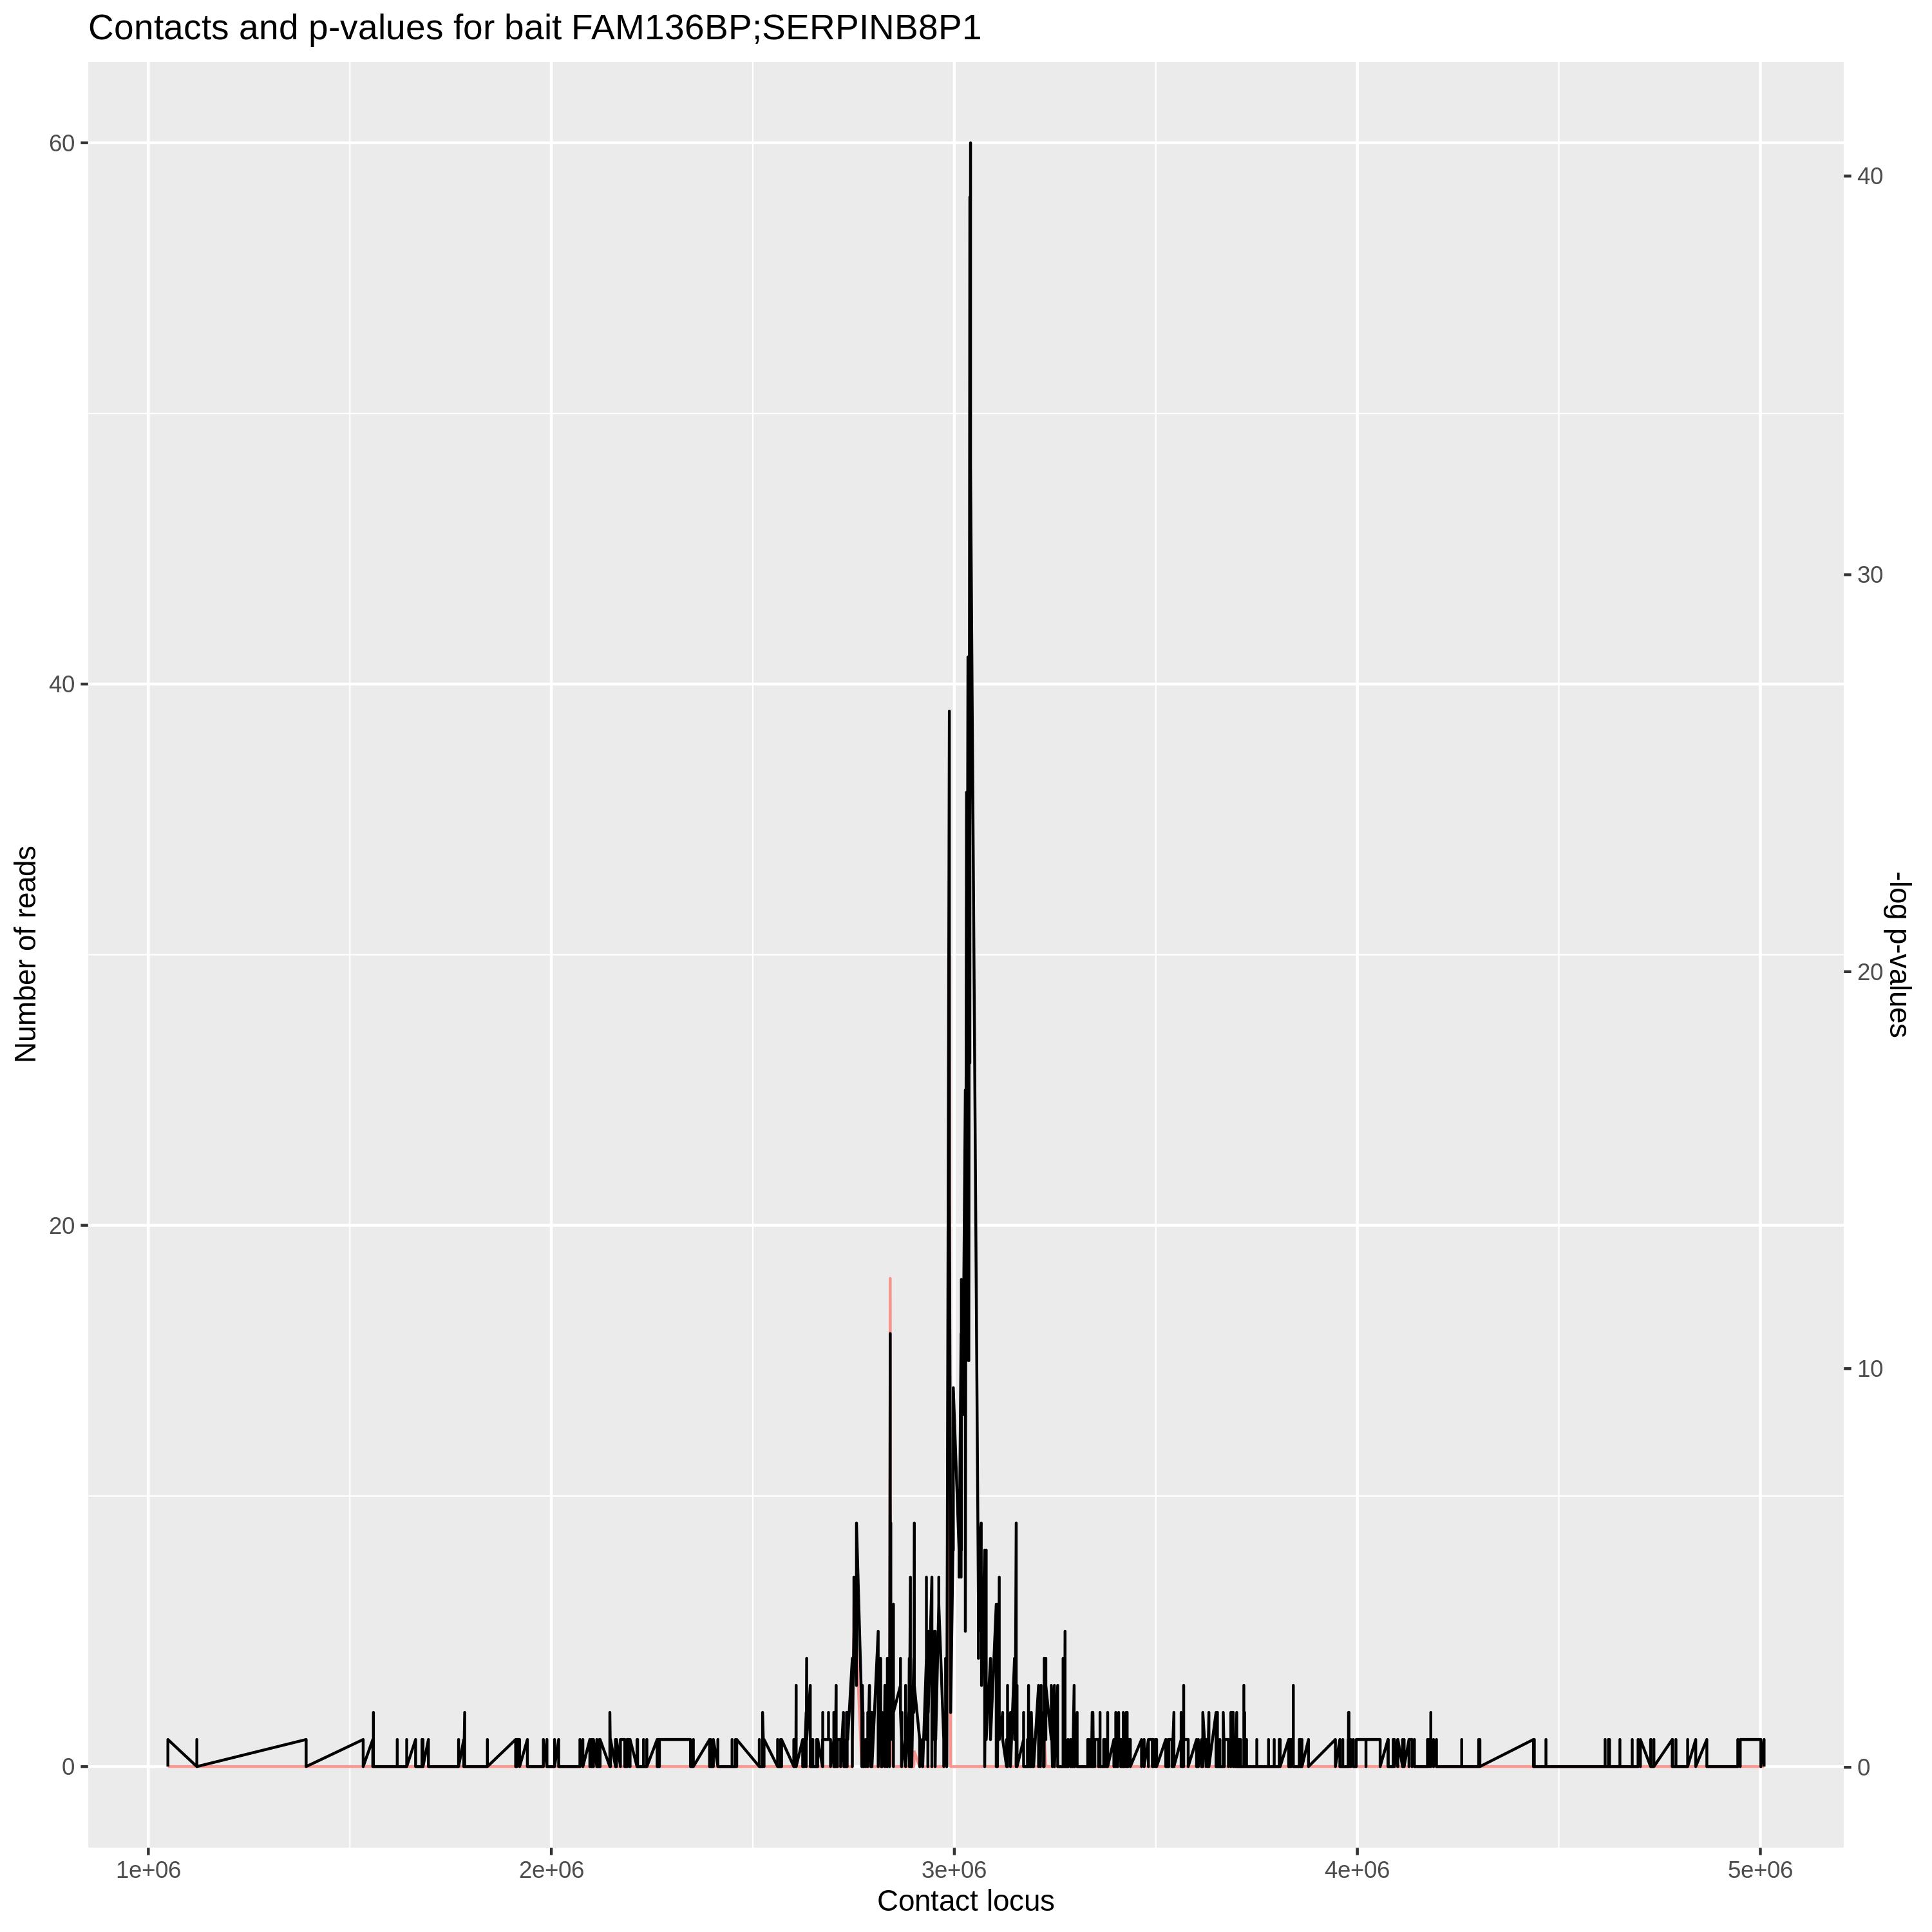 Contacts and p-values for bait FAM136BP;SERPINB8P1
60
40
20
0
Number of reads
40
30
20
10
0
-log p-values
1e+06
2e+06
3e+06
4e+06
5e+06
Contact locus